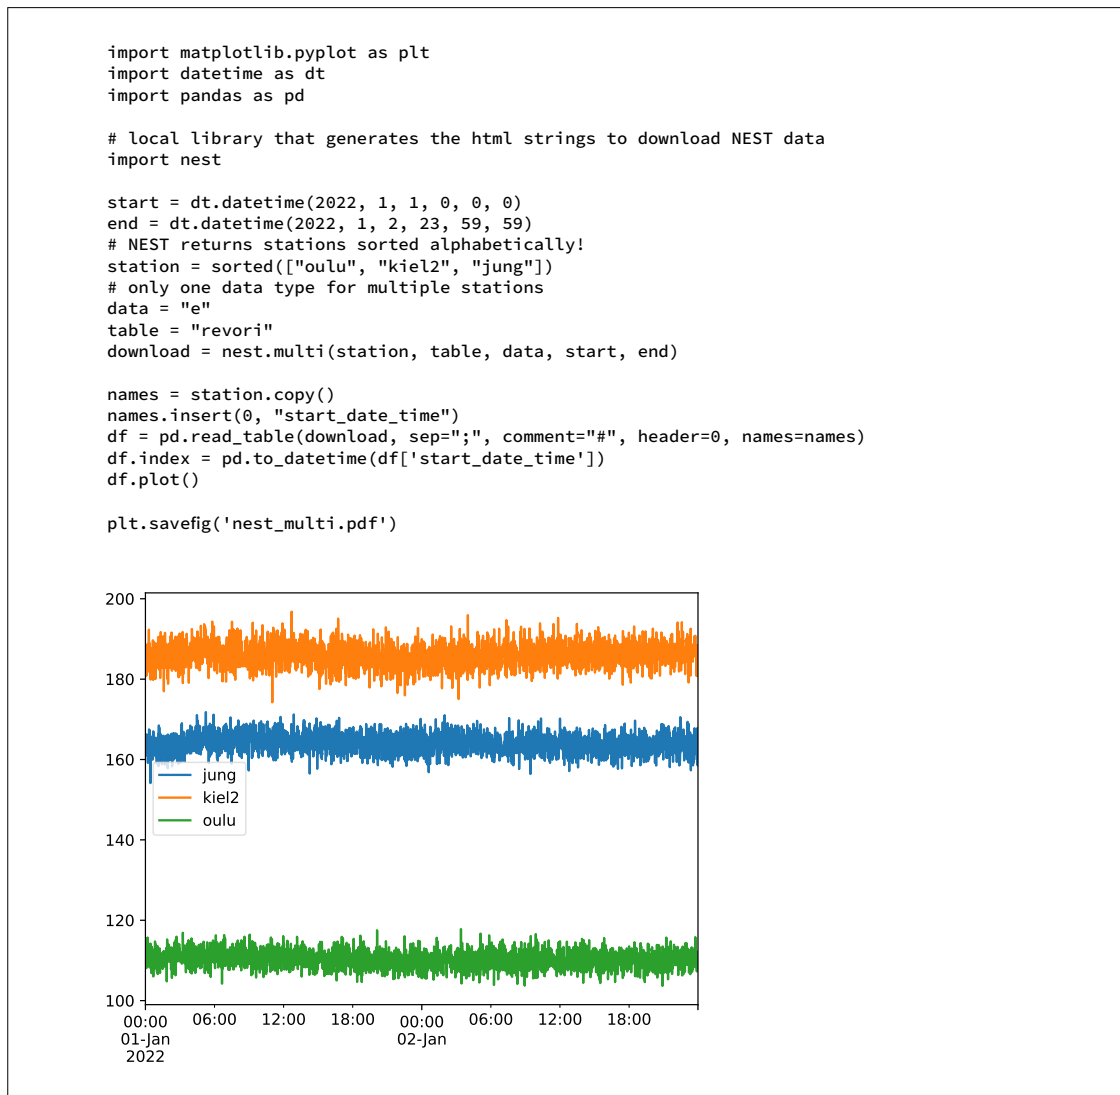 import matplotlib.pyplot as plt
import datetime as dt
import pandas as pd
# local library that generates the html strings to download NEST data
import nest
start = dt.datetime(2022, 1, 1, 0, 0, 0)
end = dt.datetime(2022, 1, 2, 23, 59, 59)
# NEST returns stations sorted alphabetically!
station = sorted(["oulu", "kiel2", "jung"])
# only one data type for multiple stations
data = "e"
table = "revori"
download = nest.multi(station, table, data, start, end)
names = station.copy()
names.insert(0, "start_date_time")
df = pd.read_table(download, sep=";", comment="#", header=0, names=names)
df.index = pd.to_datetime(df['start_date_time'])
df.plot()
plt.savefig('nest_multi.pdf')
200
180
160
jung
kiel2
oulu
140
120
100
00:00 06:00 12:00 18:00 00:00 06:00 12:00 18:00
01-Jan 02-Jan
2022